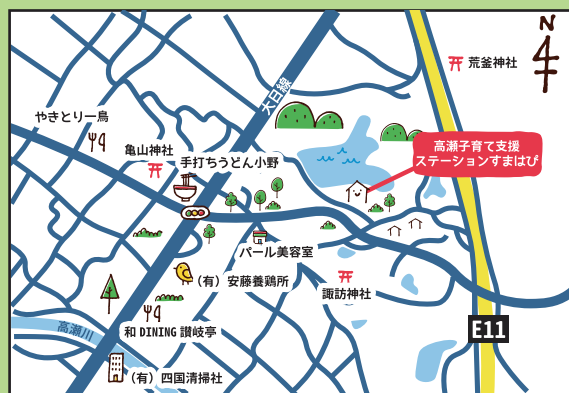 N
荒釜神社
大日線
やきとり一鳥
高瀬子育て支援
ステーションすまはぴ
亀山神社
手打ちうどん小野
パール美容室
(有)安藤養鶏所
諏訪神社
高瀬川
和 DINING 讃岐亭
E11
(有)四国清掃社